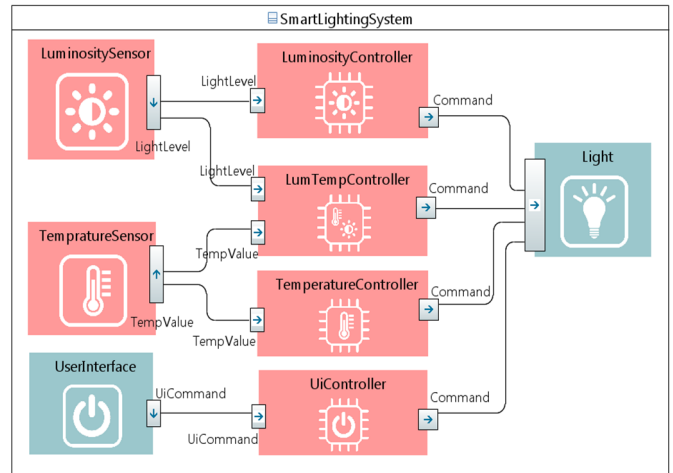 SmartLightingSystem
LuminositySensor
LuminosityController
LightLevel
Command
LightLevel
Light
LightLevel
LumTempController
Command
TempratureSensor
TempValue
TemperatureController
Command
TempValue
TempValue
UserInterface
UiController
UiCommand
Command
UiCommand